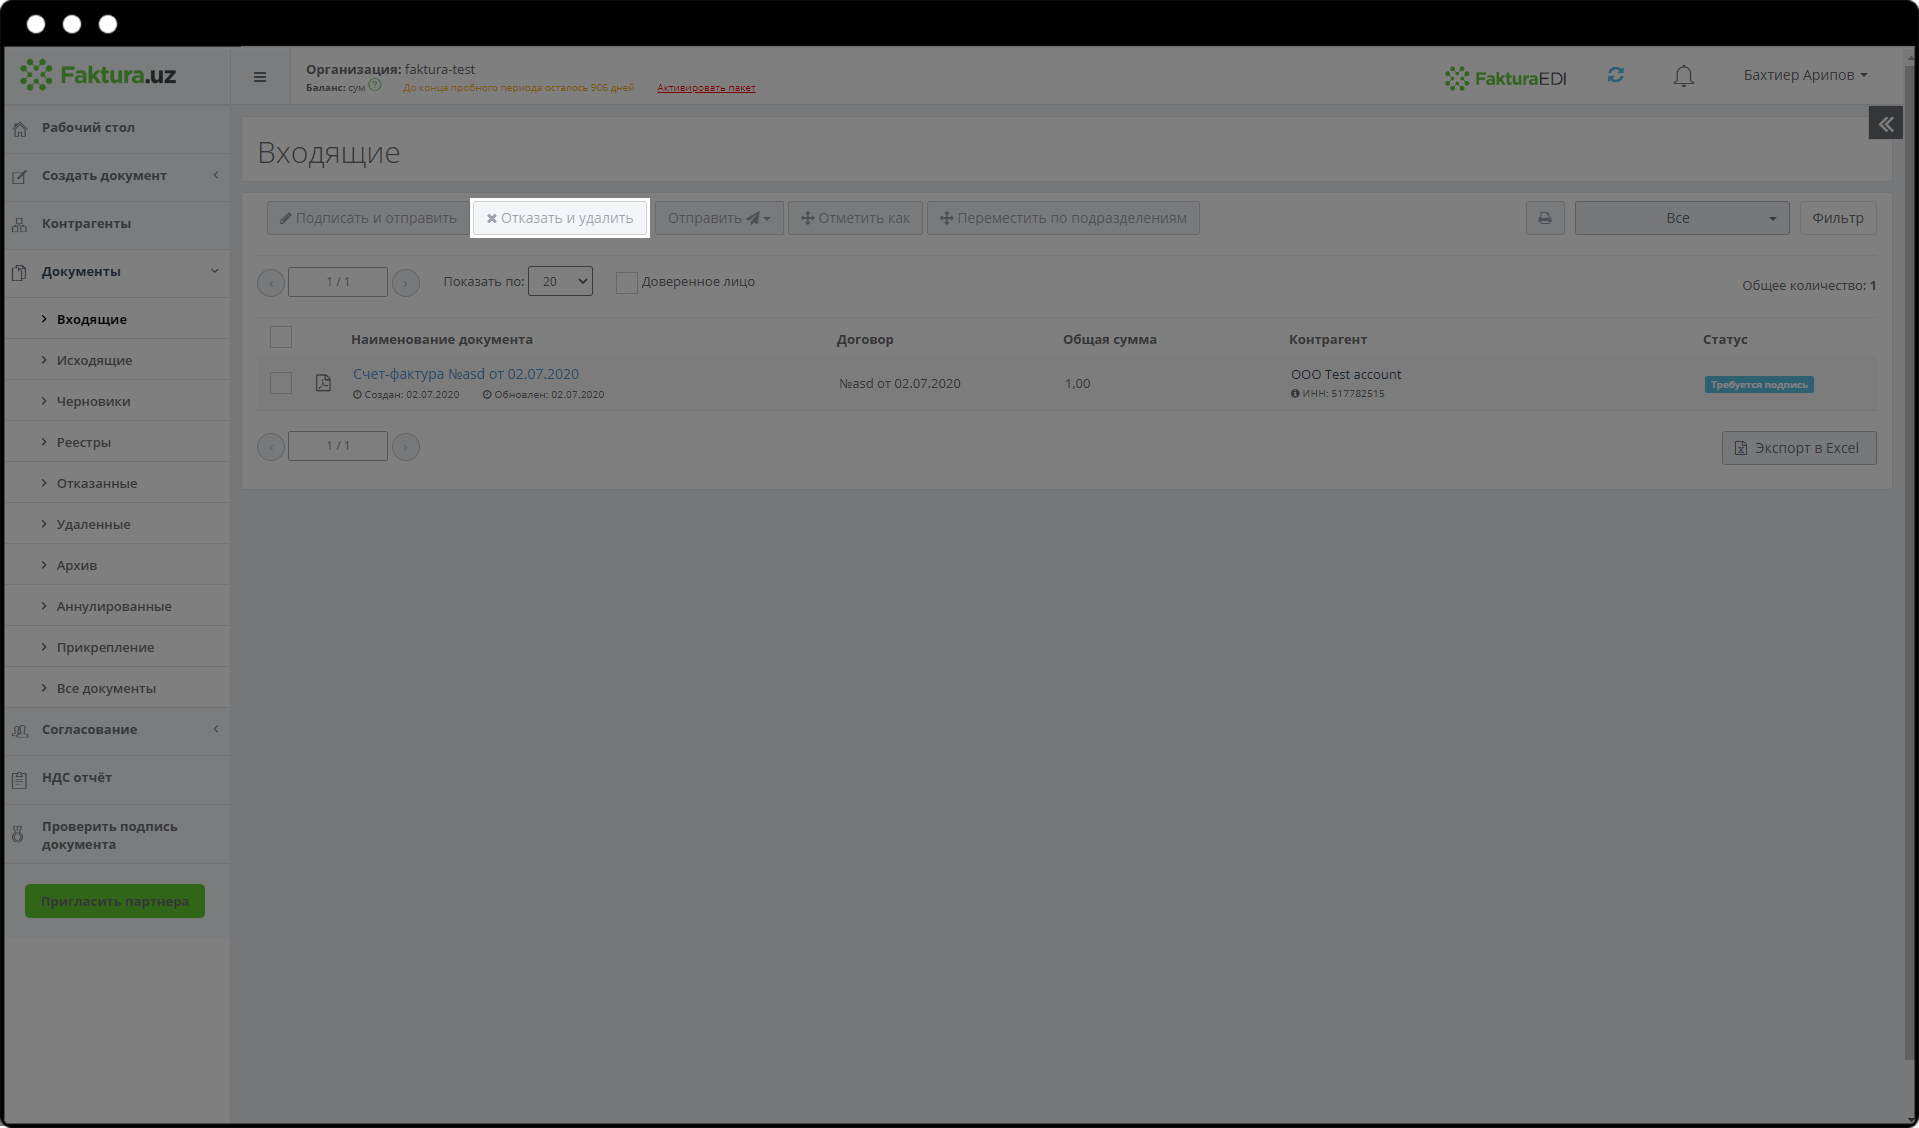 Faktura.uz
Организация: faktura-test
Баланс: сум ? До конца пробного периода осталось 906 дней Активировать пакет
FakturaEDI
Бахтиер Арипов
Рабочий стол
Создать документ
Контрагенты
Документы
Входящие
Исходящие
Черновики
Реестры
Отказанные
Удаленные
Архив
Аннулированные
Прикрепление
Все документы
Согласование
НДС отчёт
Проверить подпись
документа
Пригласить партнера
Входящие
Подписать и отправить Отказать и удалить Отправить Отметить как Переместить по подразделениям Все Фильтр
1 / 1 Показать по: 20 Доверенное лицо
Общее количество: 1
Наименование документа Договор Общая сумма Контрагент Статус
Счет-фактура №asd от 02.07.2020
Создан: 02.07.2020 Обновлен: 02.07.2020
№asd от 02.07.2020
1,00
ООО Test account
ИНН: 517782515
Требуется подпись
1 / 1
Экспорт в Excel